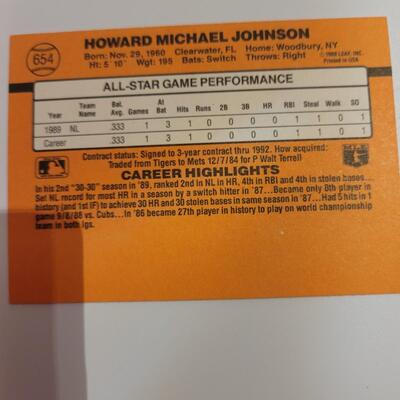 654
HOWARD MICHAEL JOHNSON
Born: Nov. 29, 1960 Clearwater, FL Home: Woodbury, NY
Ht: 5 10" Wgt: 195 Bats: Switch Throws: Right
©1989 LEAF, INC.
Printed in USA
ALL-STAR GAME PERFORMANCE
Year Team Name Bat. Avg. Games At Bat Hits Runs 2B 3B HR RBI Steal Walk SO
1989 NL .333 1 3 1 0 0 0 0 1 1 0 1
Career .333 1 3 1 0 0 0 0 1 1 0 1
Contract status: Signed to 3-year contract thru 1992. How acquired:
Traded from Tigers to Mets 12/7/84 for P Walt Terrell
CAREER HIGHLIGHTS
In his 2nd "30-30" season in '89, ranked 2nd in NL in HR, 4th in RBI and 4th in stolen bases...
Set NL record for most HR in a season by a switch hitter in '87... Became only 8th player in
history (and 1st IF) to achieve 30 HR and 30 stolen bases in same season in '87... Had 5 hits in 1
game 9/8/88 vs. Cubs... In '86 became 27th player in history to play on world championship
team in both lgs.